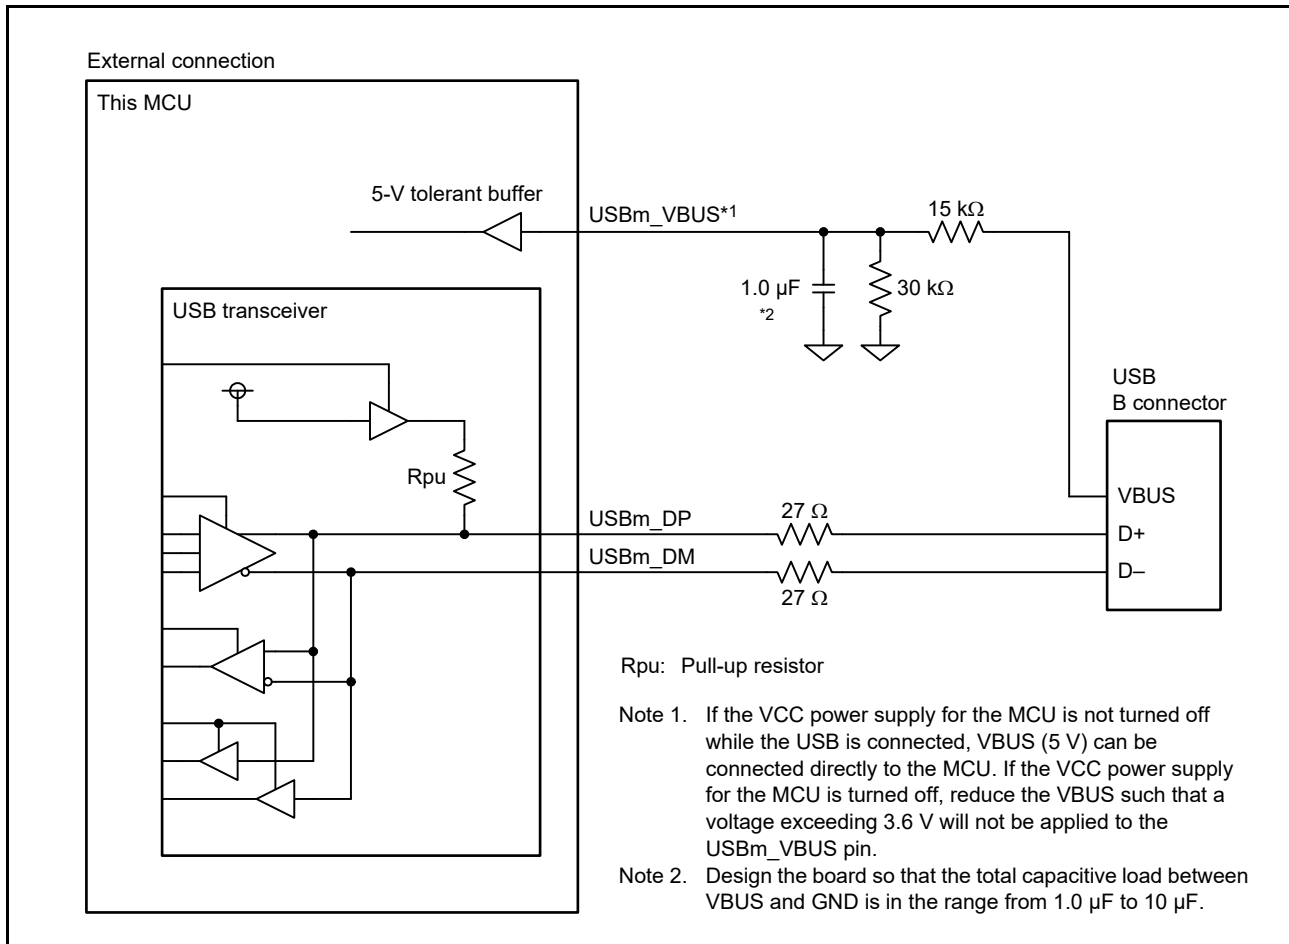 External connection
This MCU
5-V tolerant buffer
USBm_VBUS*1
15 kΩ
1.0 µF
*2
30 kΩ
USB transceiver
USB
B connector
Rpu
VBUS
USBm_DP
27 Ω
D+
USBm_DM
27 Ω
D–
Rpu: Pull-up resistor
Note 1. If the VCC power supply for the MCU is not turned off
while the USB is connected, VBUS (5 V) can be
connected directly to the MCU. If the VCC power supply
for the MCU is turned off, reduce the VBUS such that a
voltage exceeding 3.6 V will not be applied to the
USBm_VBUS pin.
Note 2. Design the board so that the total capacitive load between
VBUS and GND is in the range from 1.0 µF to 10 µF.